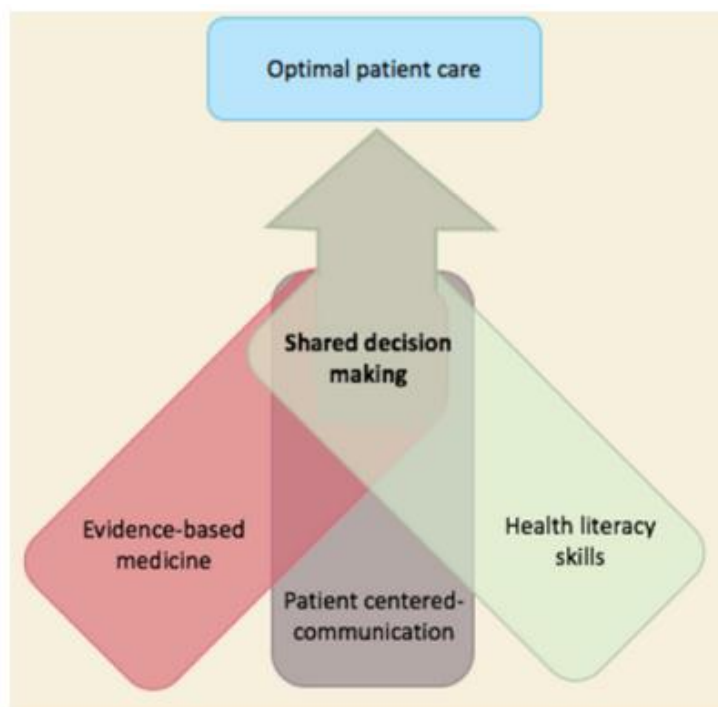 Optimal patient care
Shared decision
making
Evidence-based
medicine
Health literacy
skills
Patient centered-
communication